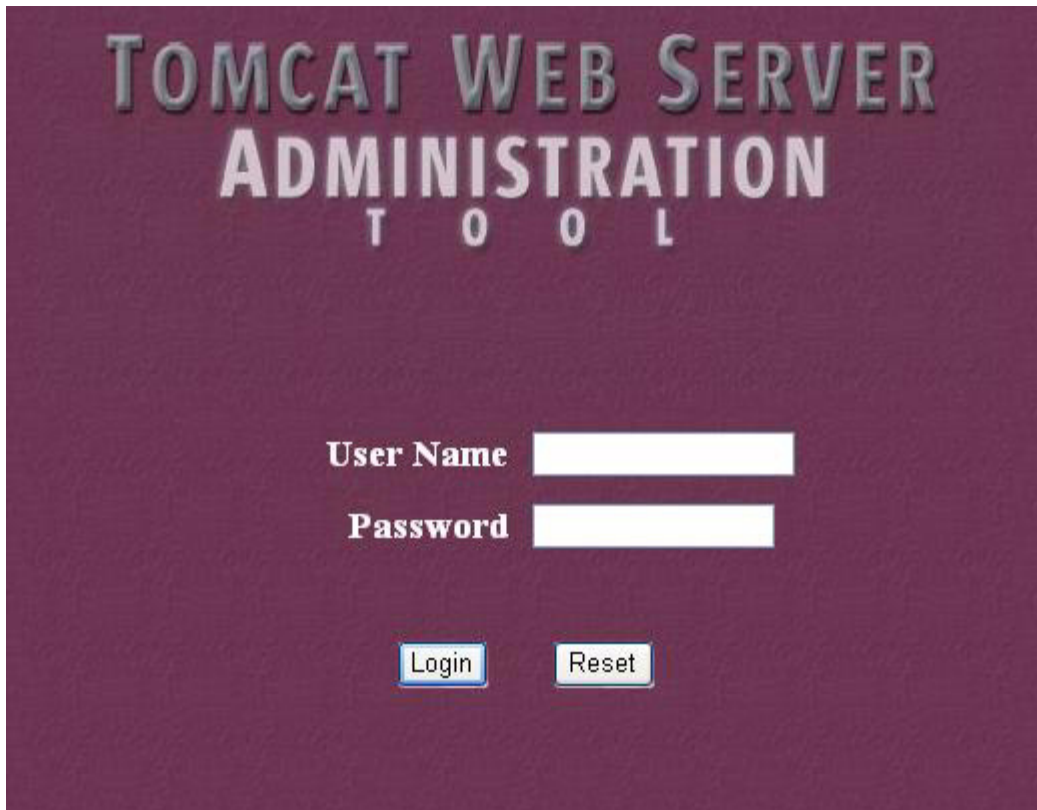 TOMCAT WEB SERVER
ADMINISTRATION
TOOL
User Name
Password
Login Reset